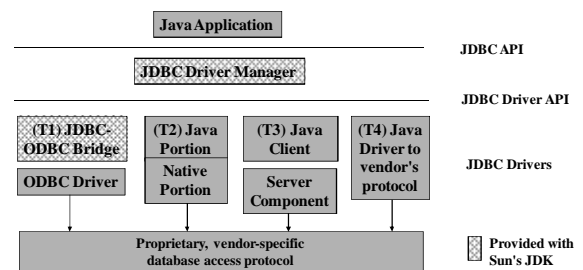 Java Application
JDBC API
JDBC Driver Manager
JDBC Driver API
(T1) JDBC-
ODBC Bridge
ODBC Driver
(T2) Java
Portion
Native
Portion
(T3) Java
Client
Server
Component
(T4) Java
Driver to
vendor's
protocol
JDBC Drivers
Proprietary, vendor-specific
database access protocol
Provided with
Sun's JDK